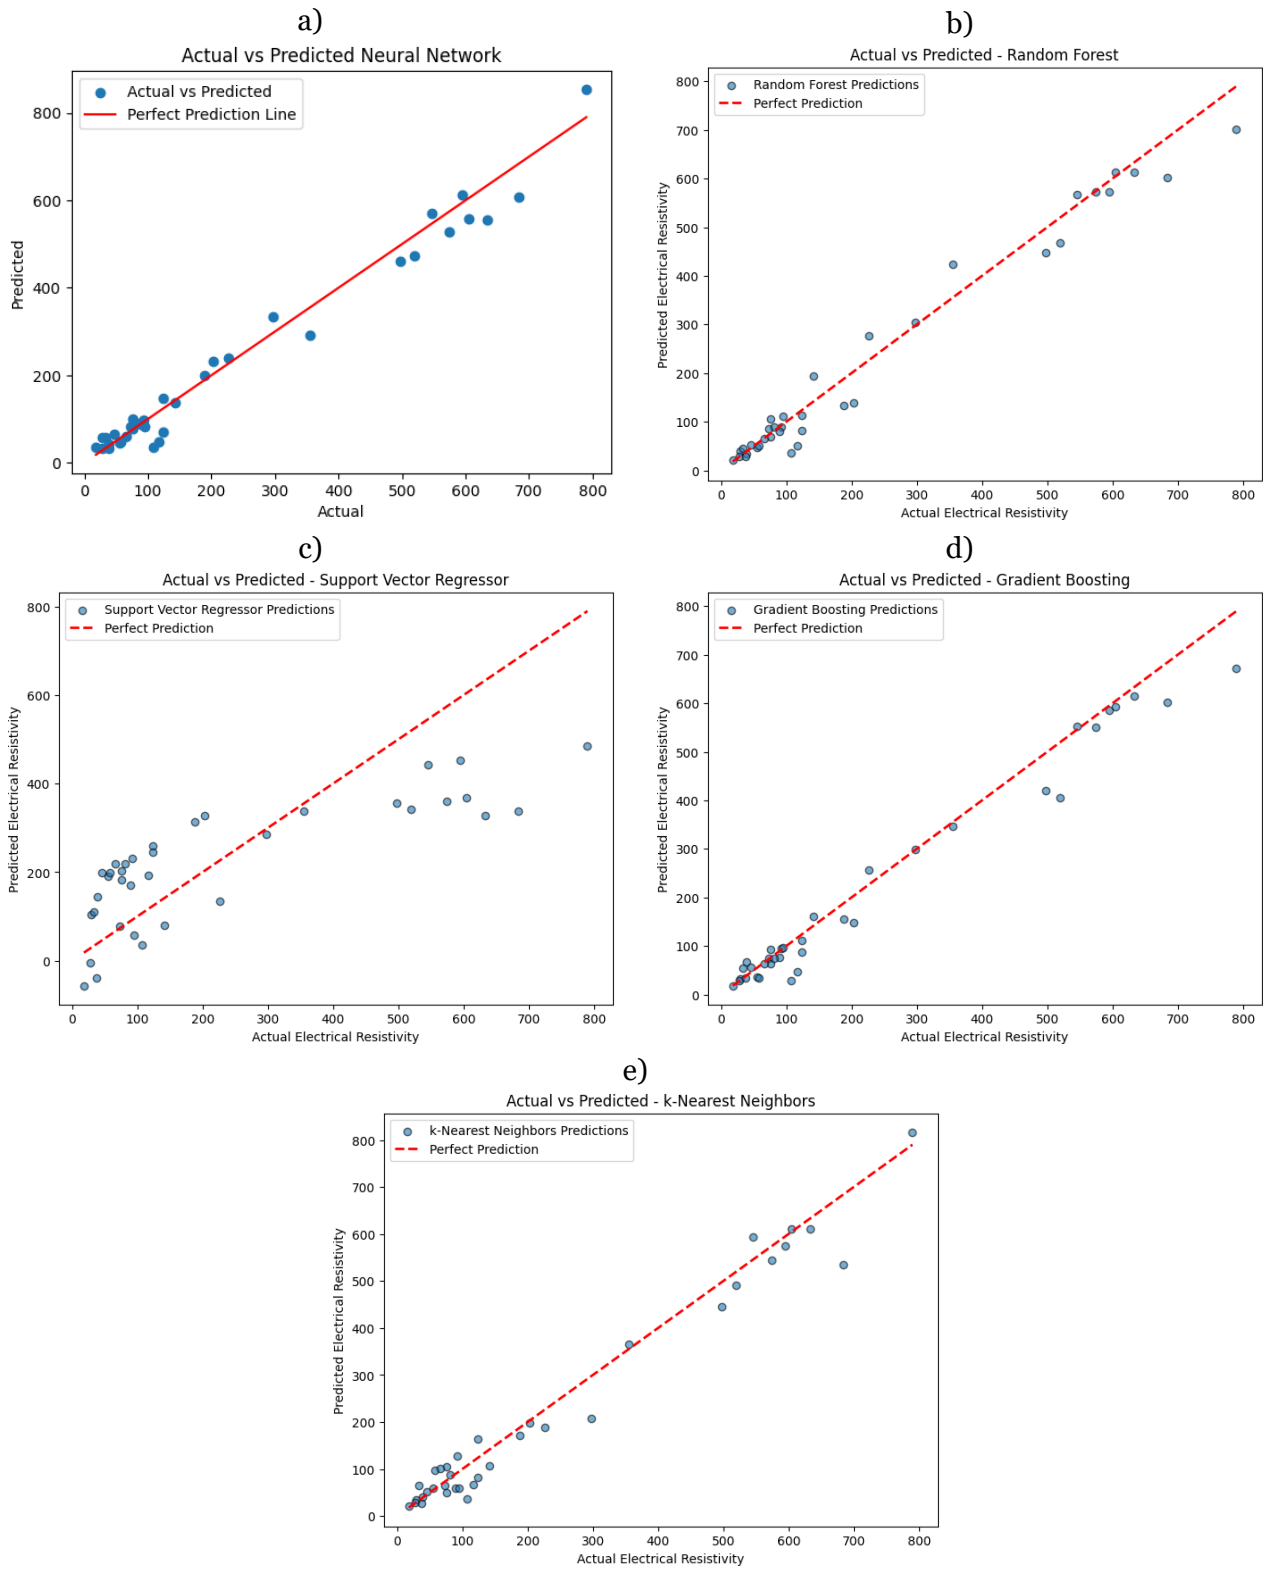 a)
Actual vs Predicted Neural Network
Actual vs Predicted
Perfect Prediction Line
800
600
400
200
0
Predicted
0 100 200 300 400 500 600 700 800
Actual
b)
Actual vs Predicted - Random Forest
Random Forest Predictions
Perfect Prediction
800
700
600
500
400
300
200
100
0
Predicted Electrical Resistivity
0 100 200 300 400 500 600 700 800
Actual Electrical Resistivity
c)
Actual vs Predicted - Support Vector Regressor
Support Vector Regressor Predictions
Perfect Prediction
800
600
400
200
0
Predicted Electrical Resistivity
0 100 200 300 400 500 600 700 800
Actual Electrical Resistivity
d)
Actual vs Predicted - Gradient Boosting
Gradient Boosting Predictions
Perfect Prediction
800
700
600
500
400
300
200
100
0
Predicted Electrical Resistivity
0 100 200 300 400 500 600 700 800
Actual Electrical Resistivity
e)
Actual vs Predicted - k-Nearest Neighbors
k-Nearest Neighbors Predictions
Perfect Prediction
800
700
600
500
400
300
200
100
0
Predicted Electrical Resistivity
0 100 200 300 400 500 600 700 800
Actual Electrical Resistivity